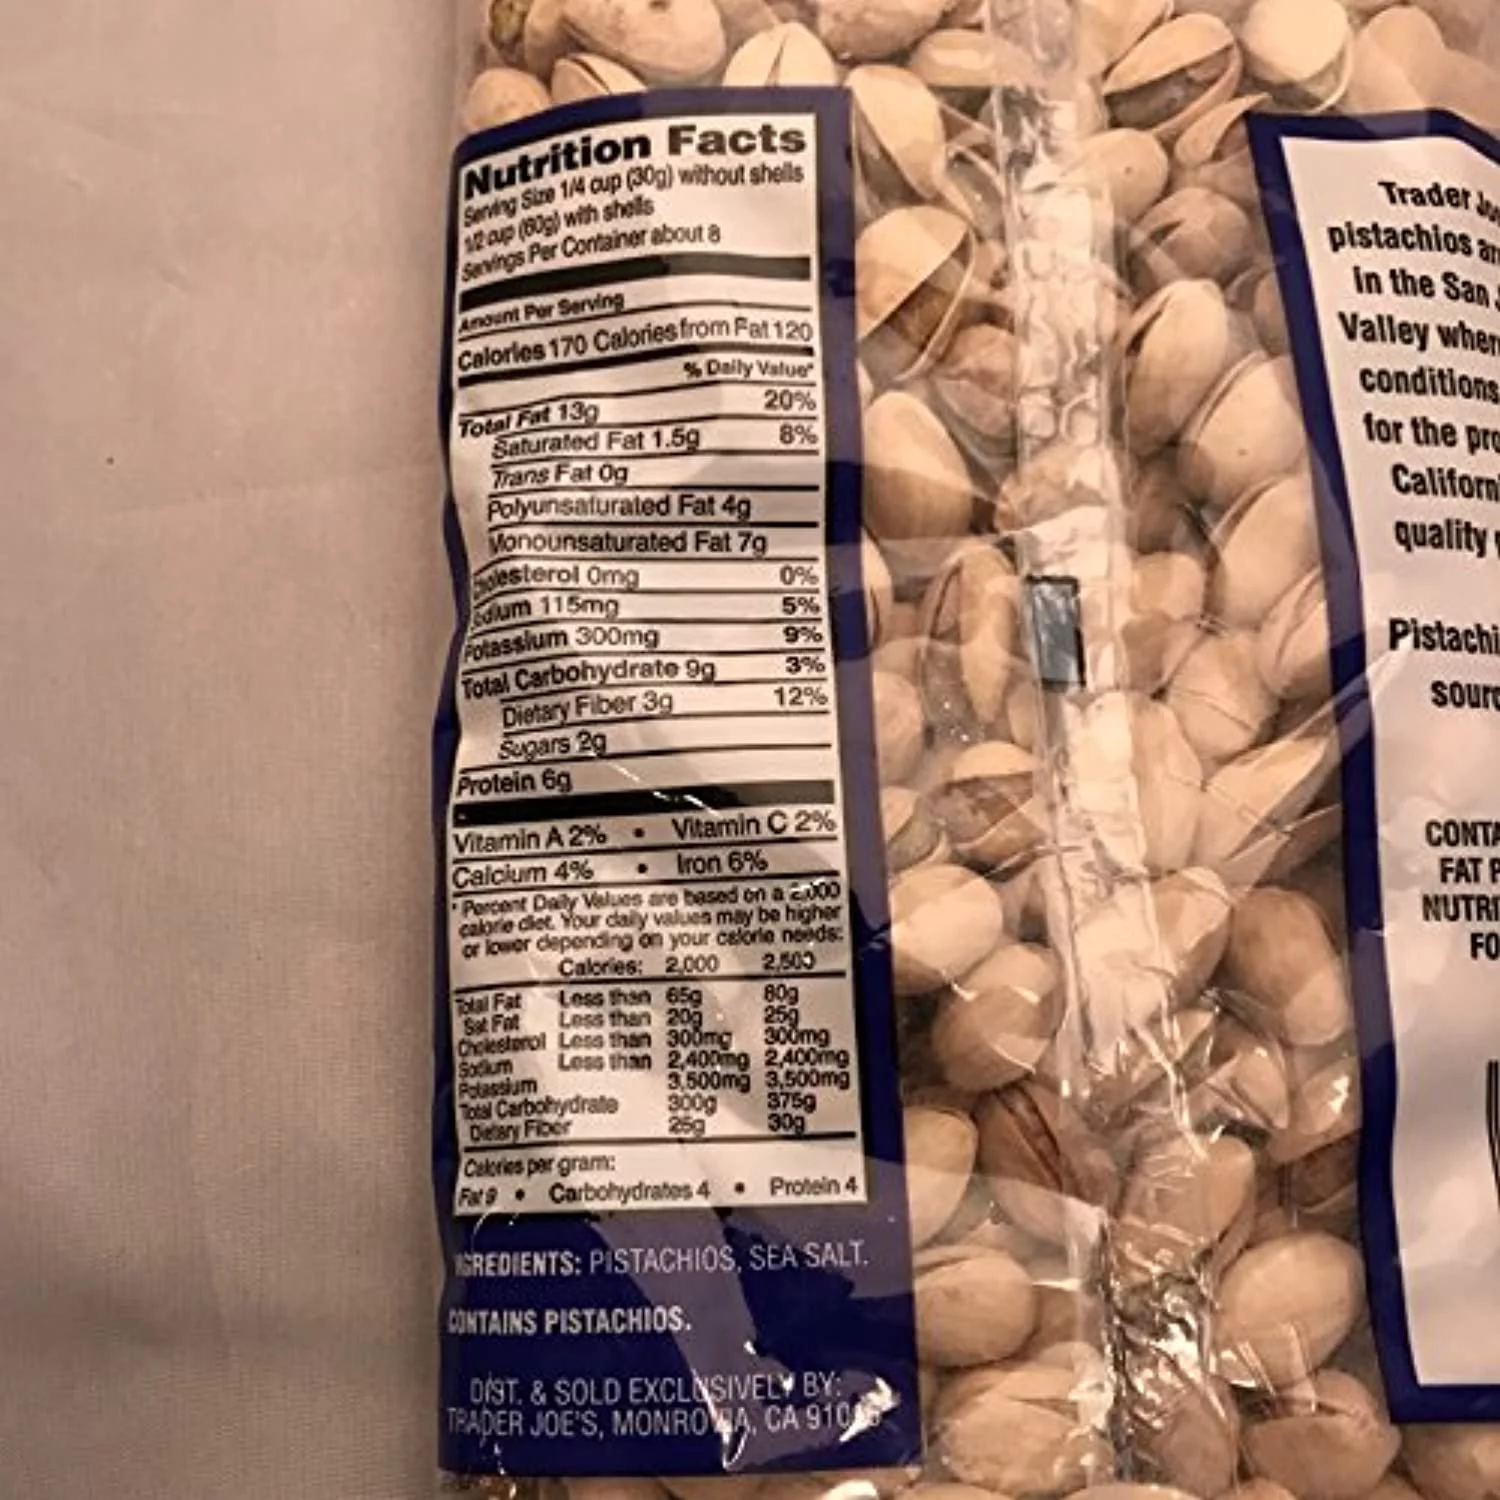 Nutrition Facts
Serving Size 1/4 cup (30g) without shells
1/2 cup (60g) with shells
Servings Per Container about 8
Amount Per Serving
Calories 170 Calories from Fat 120
% Daily Value*
Total Fat 13g 20%
Saturated Fat 1.5g 8%
Trans Fat 0g
Polyunsaturated Fat 4g
Monounsaturated Fat 7g
Cholesterol 0mg 0%
Sodium 115mg 5%
Potassium 300mg 9%
Total Carbohydrate 9g 3%
Dietary Fiber 3g 12%
Sugars 2g
Protein 6g
Vitamin A 2% • Vitamin C 2%
Calcium 4% • Iron 6%
* Percent Daily Values are based on a 2,000
calorie diet. Your daily values may be higher
or lower depending on your calorie needs:
Calories: 2,000 2,500
Total Fat Less than 65g 80g
Sat Fat Less than 20g 25g
Cholesterol Less than 300mg 300mg
Sodium Less than 2,400mg 2,400mg
Potassium 3,500mg 3,500mg
Total Carbohydrate 300g 375g
Dietary Fiber 25g 30g
Calories per gram:
Fat 9 • Carbohydrates 4 • Protein 4
INGREDIENTS: PISTACHIOS, SEA SALT.
CONTAINS PISTACHIOS.
DIST. & SOLD EXCLUSIVELY BY:
TRADER JOE'S, MONROVIA, CA
Trader
pistachios
in the San
Valley
conditions
for the

quality